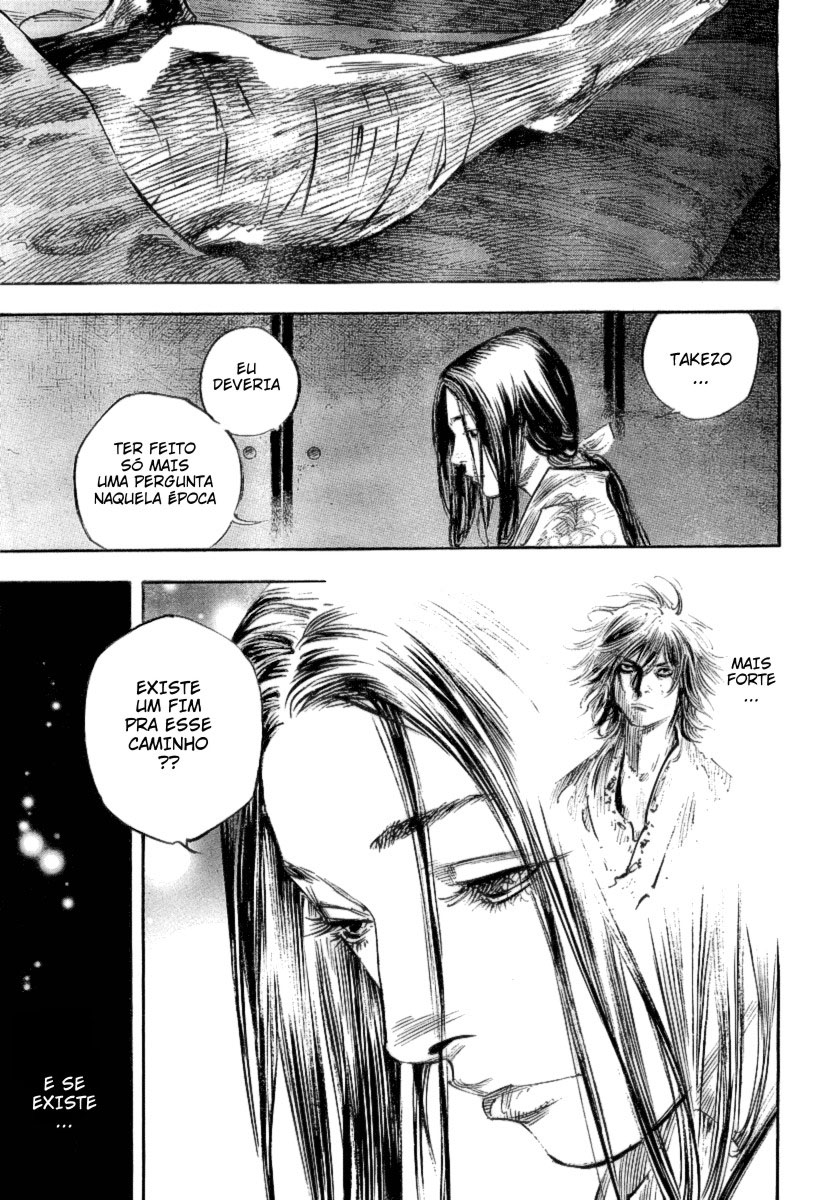 TAKEZO
...
EU
DEVERIA
TER FEITO
SÓ MAIS
UMA PERGUNTA
NAQUELA ÉPOCA
MAIS
FORTE
...
EXISTE
UM FIM
PRA ESSE
CAMINHO
??
E SE
EXISTE
...